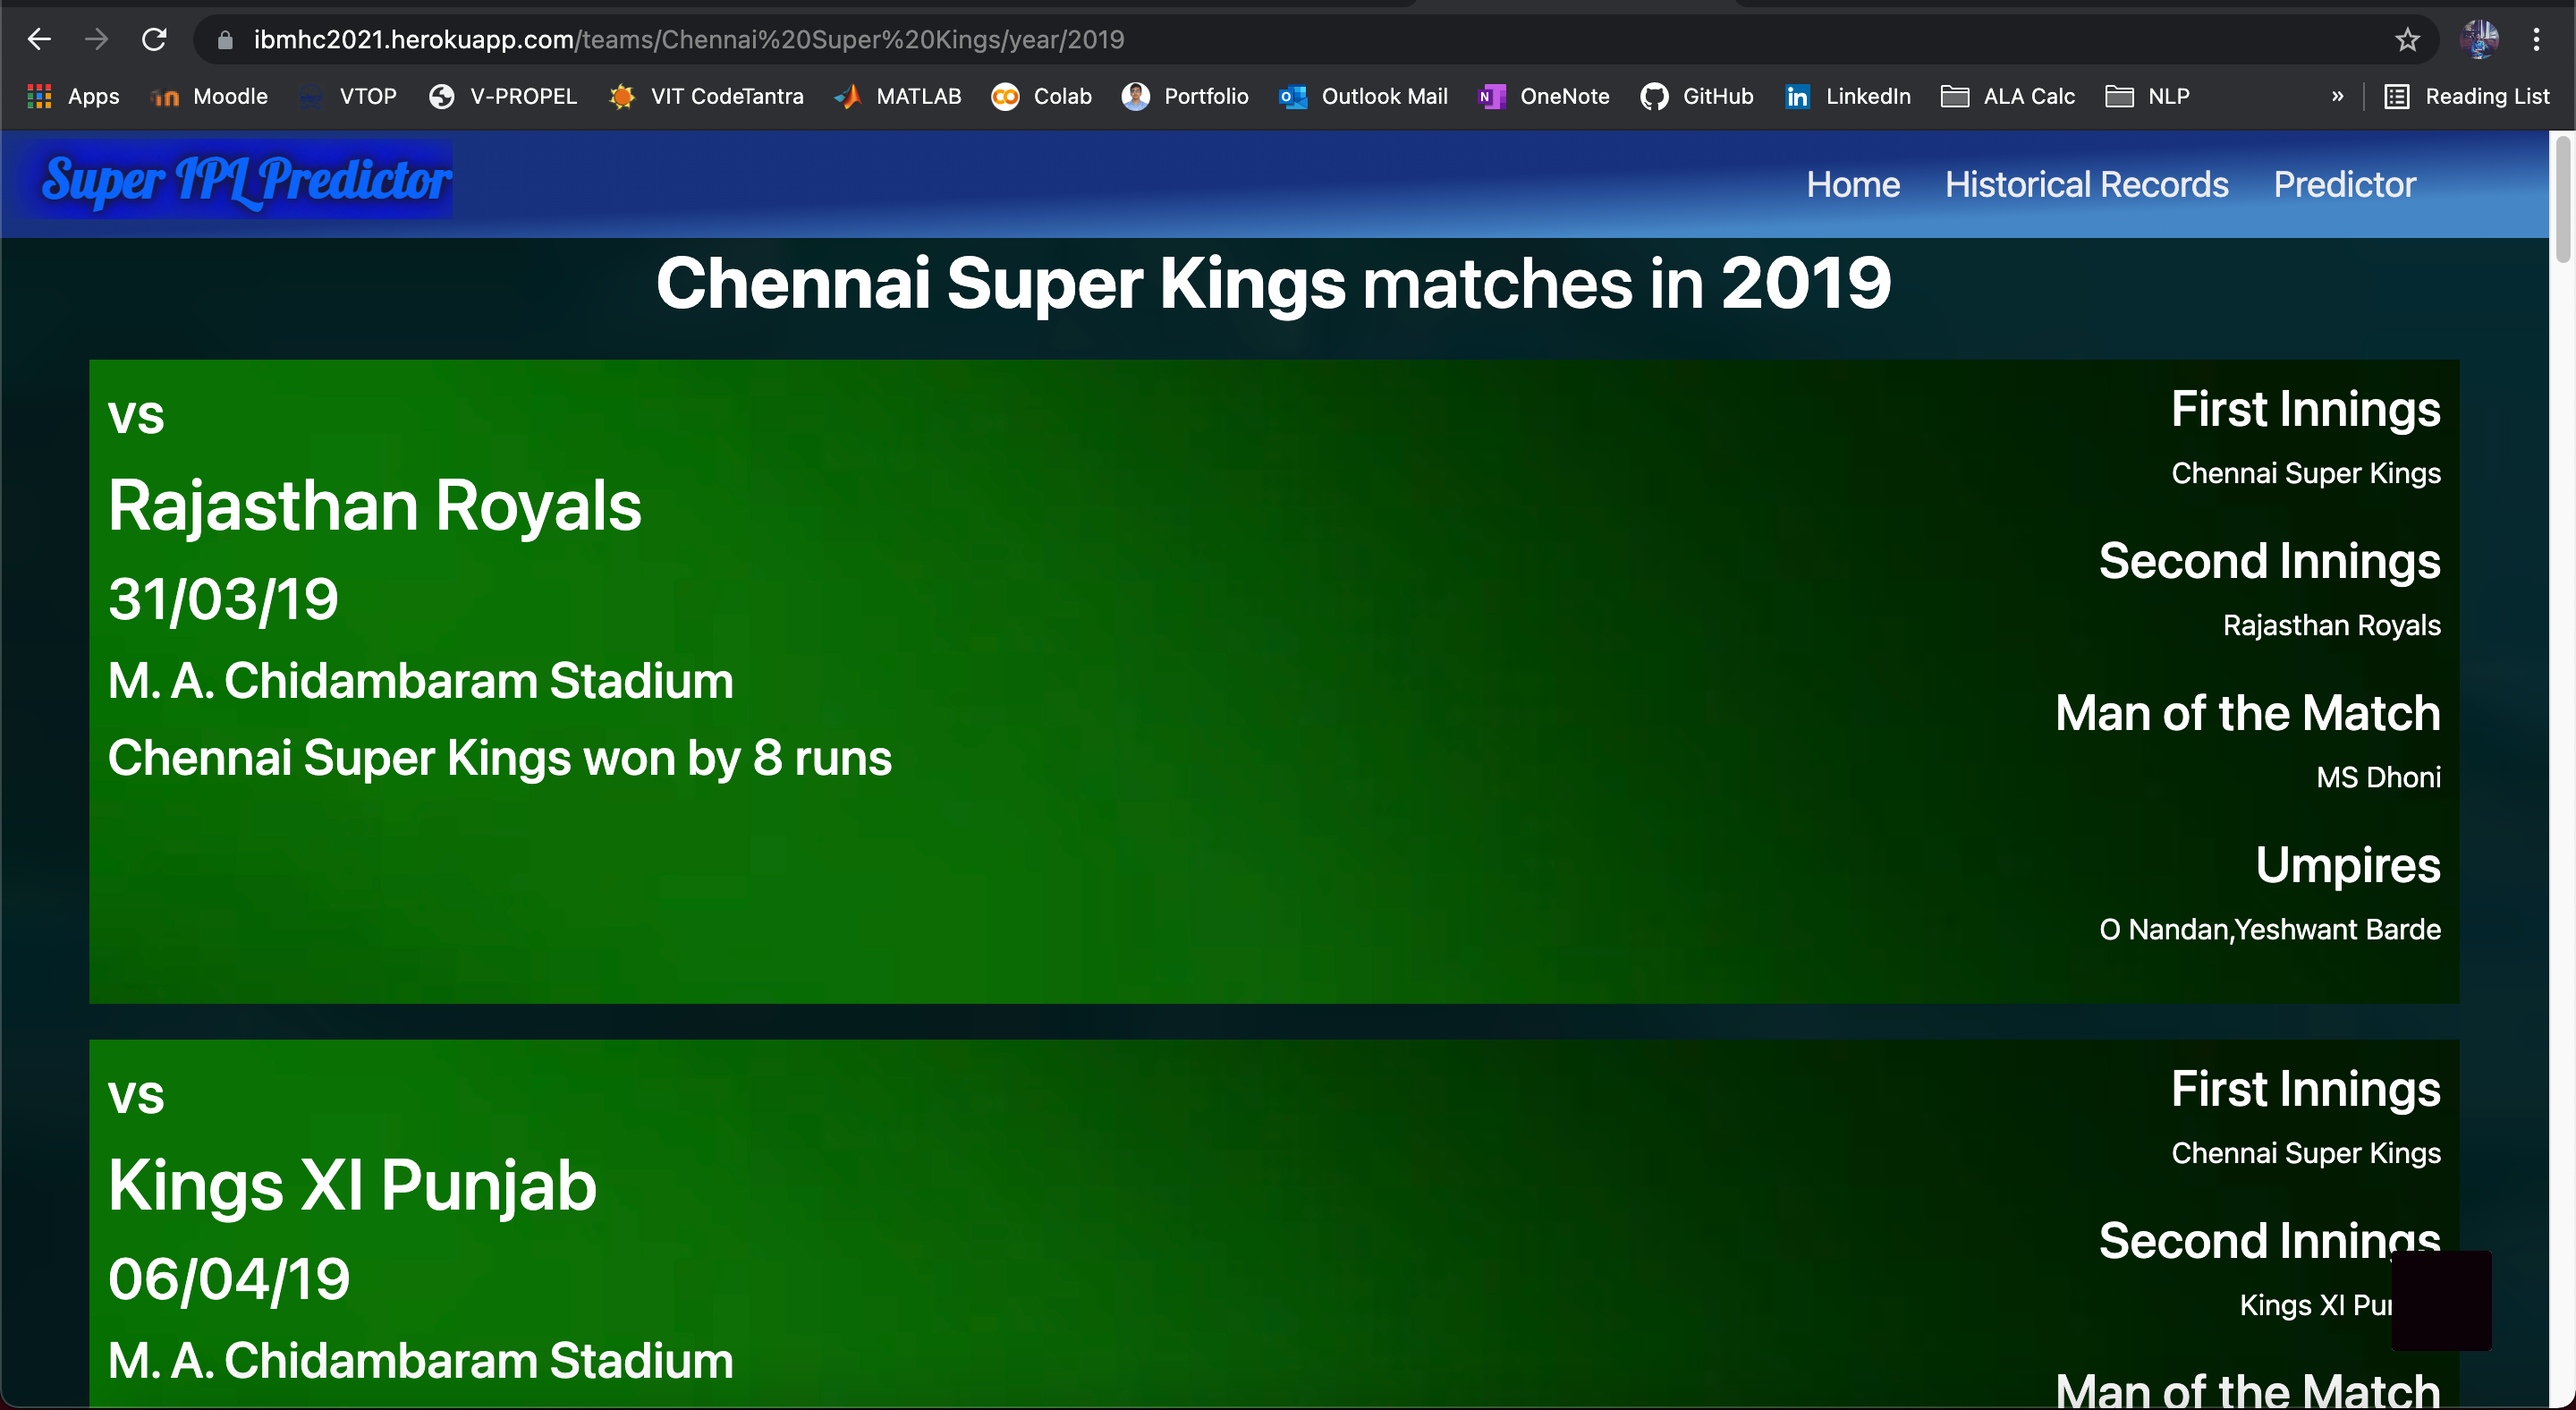 ibmhc2021.herokuapp.com/teams/Chennai%20Super%20Kings/year/2019
Apps Moodle VTOP V-PROPEL VIT CodeTantra MATLAB Colab Portfolio Outlook Mail OneNote GitHub LinkedIn ALA Calc NLP » Reading List
Super IPL Predictor
Home Historical Records Predictor
Chennai Super Kings matches in 2019
vs
Rajasthan Royals
31/03/19
M. A. Chidambaram Stadium
Chennai Super Kings won by 8 runs
First Innings
Chennai Super Kings
Second Innings
Rajasthan Royals
Man of the Match
MS Dhoni
Umpires
O Nandan,Yeshwant Barde
vs
Kings XI Punjab
06/04/19
M. A. Chidambaram Stadium
First Innings
Chennai Super Kings
Second Innings
Kings XI
Man of the Match